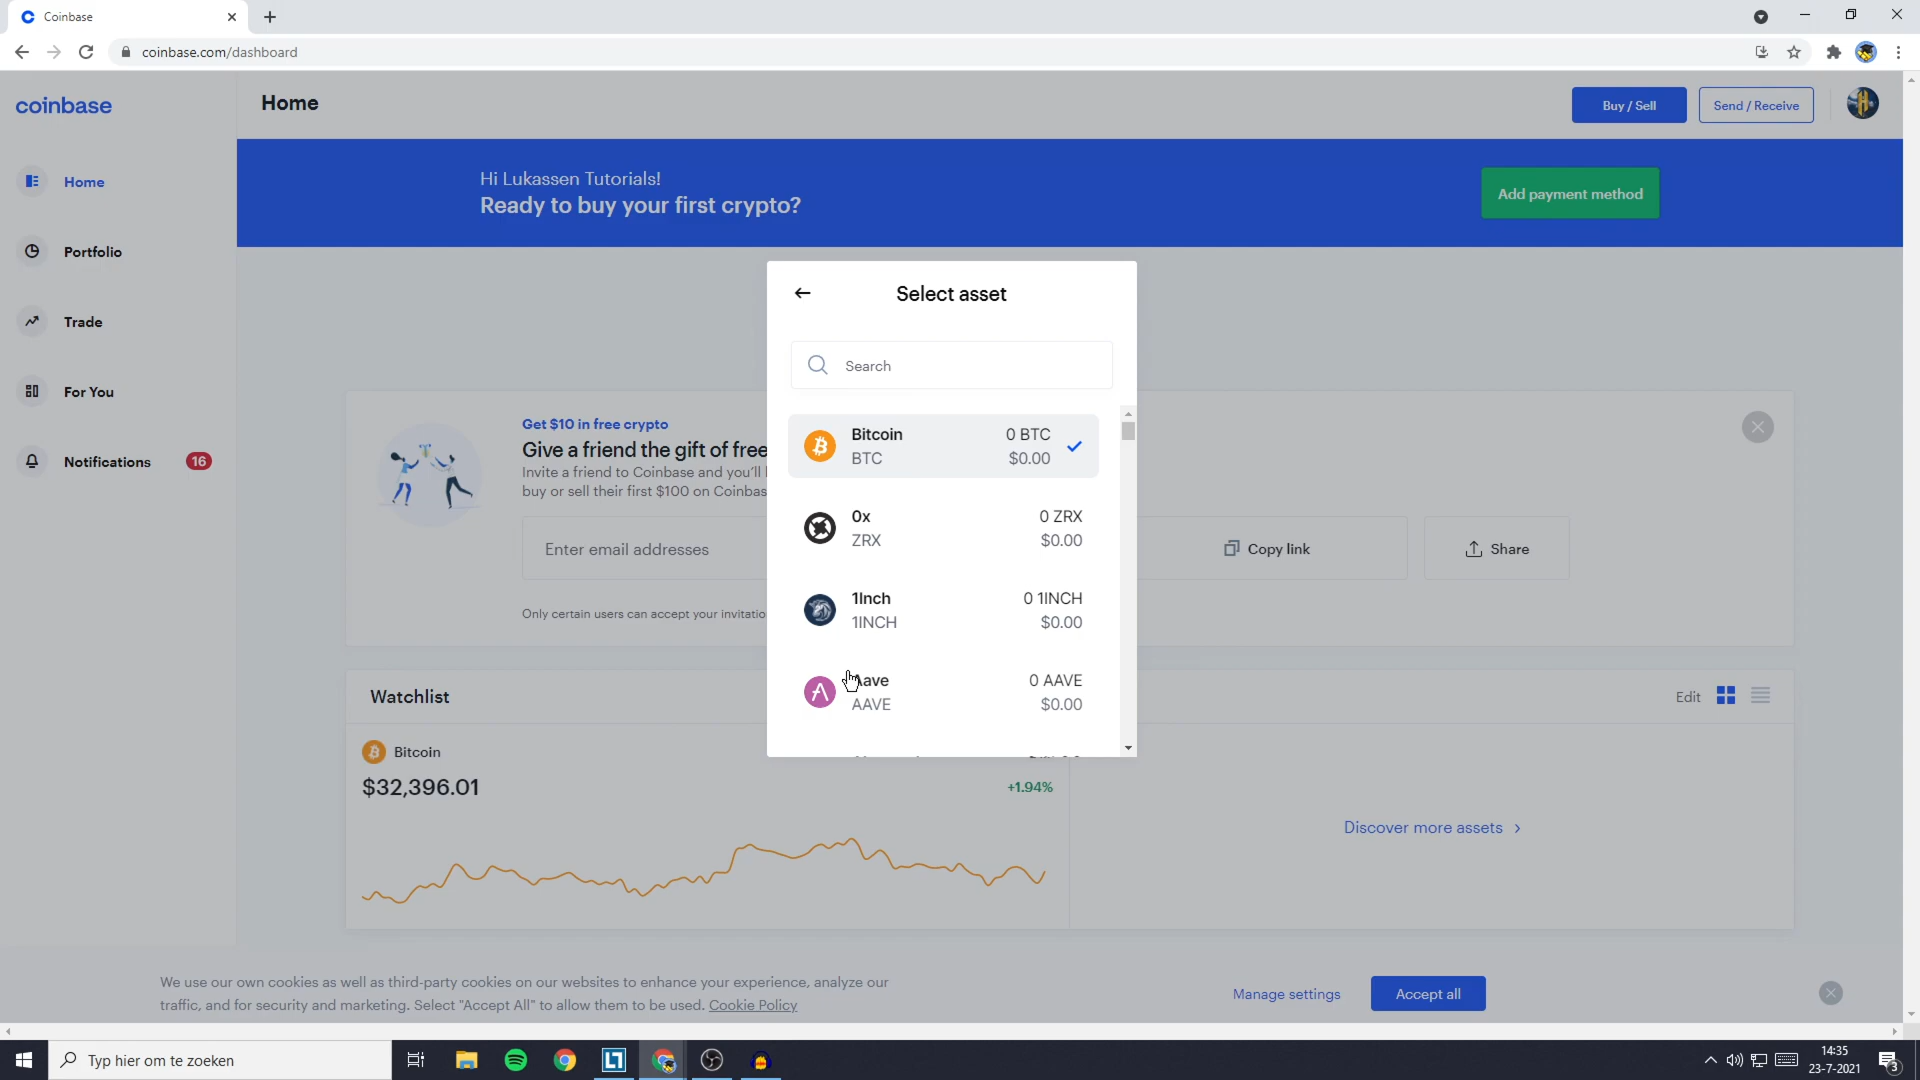 Coinbase
coinbase.com/dashboard
coinbase
Home
Buy / Sell
Send / Receive
Home
Portfolio
Trade
For You
Notifications
16
Hi Lukassen Tutorials!
Ready to buy your first crypto?
Add payment method
Select asset
Search
Bitcoin
0 BTC
BTC
$0.00
0x
0 ZRX
ZRX
$0.00
1Inch
0 1INCH
1INCH
$0.00
Aave
0 AAVE
AAVE
$0.00
Get $10 in free crypto
Give a friend the gift of free
Invite a friend to Coinbase and you'll
buy or sell their first $100 on Coinbas
Enter email addresses
Copy link
Share
Only certain users can accept your invitatio
Watchlist
Edit
Bitcoin
$32,396.01
+1.94%
Discover more assets
We use our own cookies as well as third-party cookies on our websites to enhance your experience, analyze our
traffic, and for security and marketing. Select "Accept All" to allow them to be used. Cookie Policy
Manage settings
Accept all
Typ hier om te zoeken
14:35
23-7-2021
3